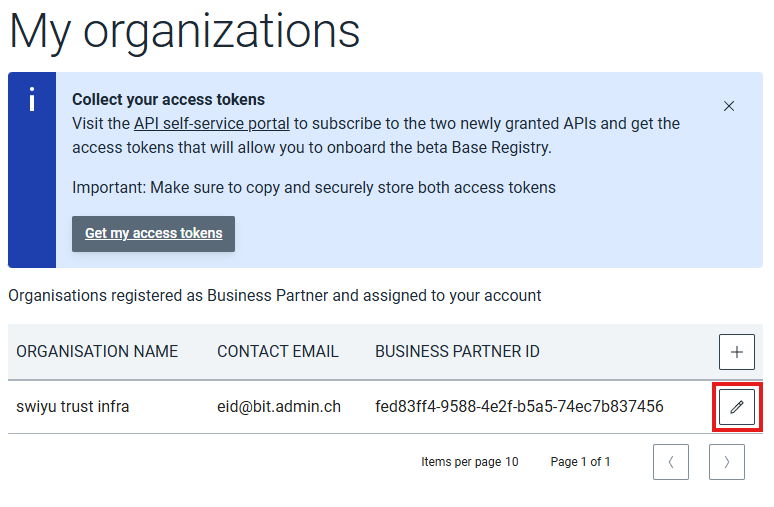 My organizations
Collect your access tokens
Visit the API self-service portal to subscribe to the two newly granted APIs and get the
access tokens that will allow you to onboard the beta Base Registry.
Important: Make sure to copy and securely store both access tokens
Get my access tokens
Organisations registered as Business Partner and assigned to your account
ORGANISATION NAME CONTACT EMAIL BUSINESS PARTNER ID
swiyu trust infra eid@bit.admin.ch fed83ff4-9588-4e2f-b5a5-74ec7b837456
Items per page 10 Page 1 of 1